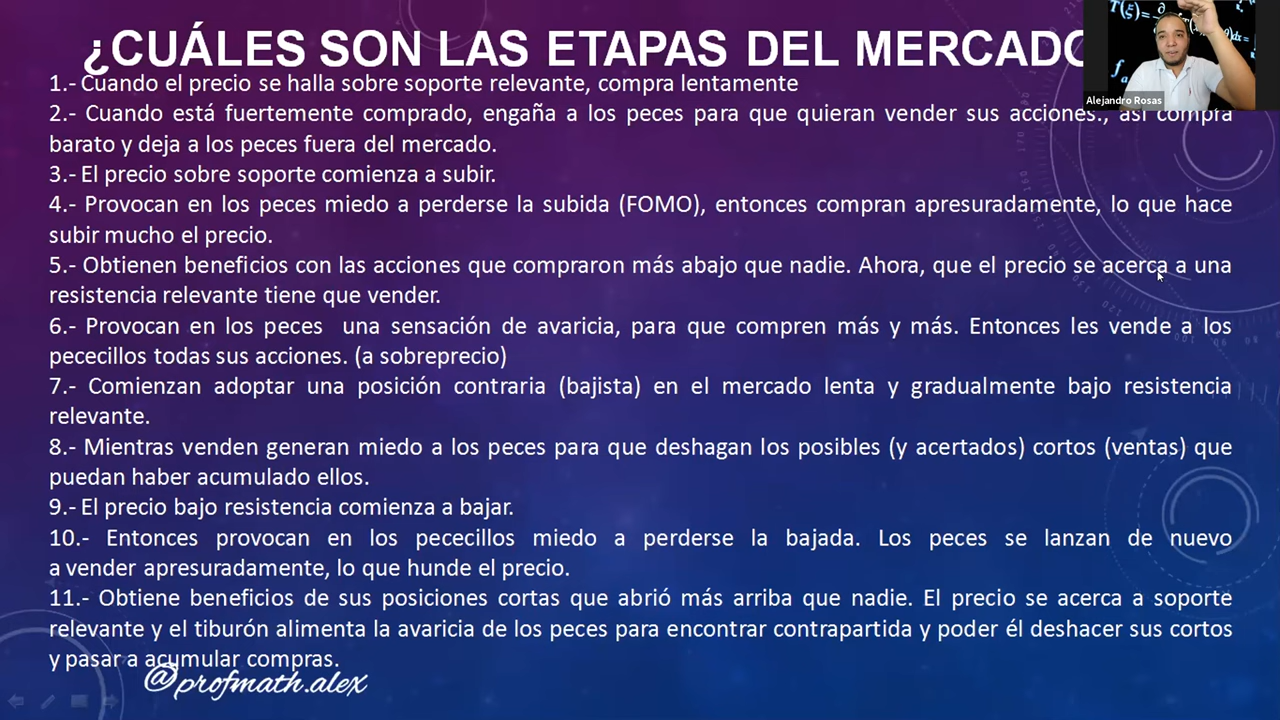 ¿CUÁLES SON LAS ETAPAS DEL MERCADO
1.- Cuando el precio se halla sobre soporte relevante, compra lentamente
2.- Cuando está fuertemente comprado, engaña a los peces para que quieran vender sus acciones., así compra
barato y deja a los peces fuera del mercado.
3.- El precio sobre soporte comienza a subir.
4.- Provocan en los peces miedo a perderse la subida (FOMO), entonces compran apresuradamente, lo que hace
subir mucho el precio.
5.- Obtienen beneficios con las acciones que compraron más abajo que nadie. Ahora, que el precio se acerca a una
resistencia relevante tiene que vender.
6.- Provocan en los peces una sensación de avaricia, para que compren más y más. Entonces les vende a los
pececillos todas sus acciones. (a sobreprecio)
7.- Comienzan adoptar una posición contraria (bajista) en el mercado lenta y gradualmente bajo resistencia
relevante.
8.- Mientras venden generan miedo a los peces para que deshagan los posibles (y acertados) cortos (ventas) que
puedan haber acumulado ellos.
9.- El precio bajo resistencia comienza a bajar.
10.- Entonces provocan en los pececillos miedo a perderse la bajada. Los peces se lanzan de nuevo
a vender apresuradamente, lo que hunde el precio.
11.- Obtiene beneficios de sus posiciones cortas que abrió más arriba que nadie. El precio se acerca a soporte
relevante y el tiburón alimenta la avaricia de los peces para encontrar contrapartida y poder él deshacer sus cortos
y pasar a acumular compras.
@profmath.alex
Alejandro Rosas